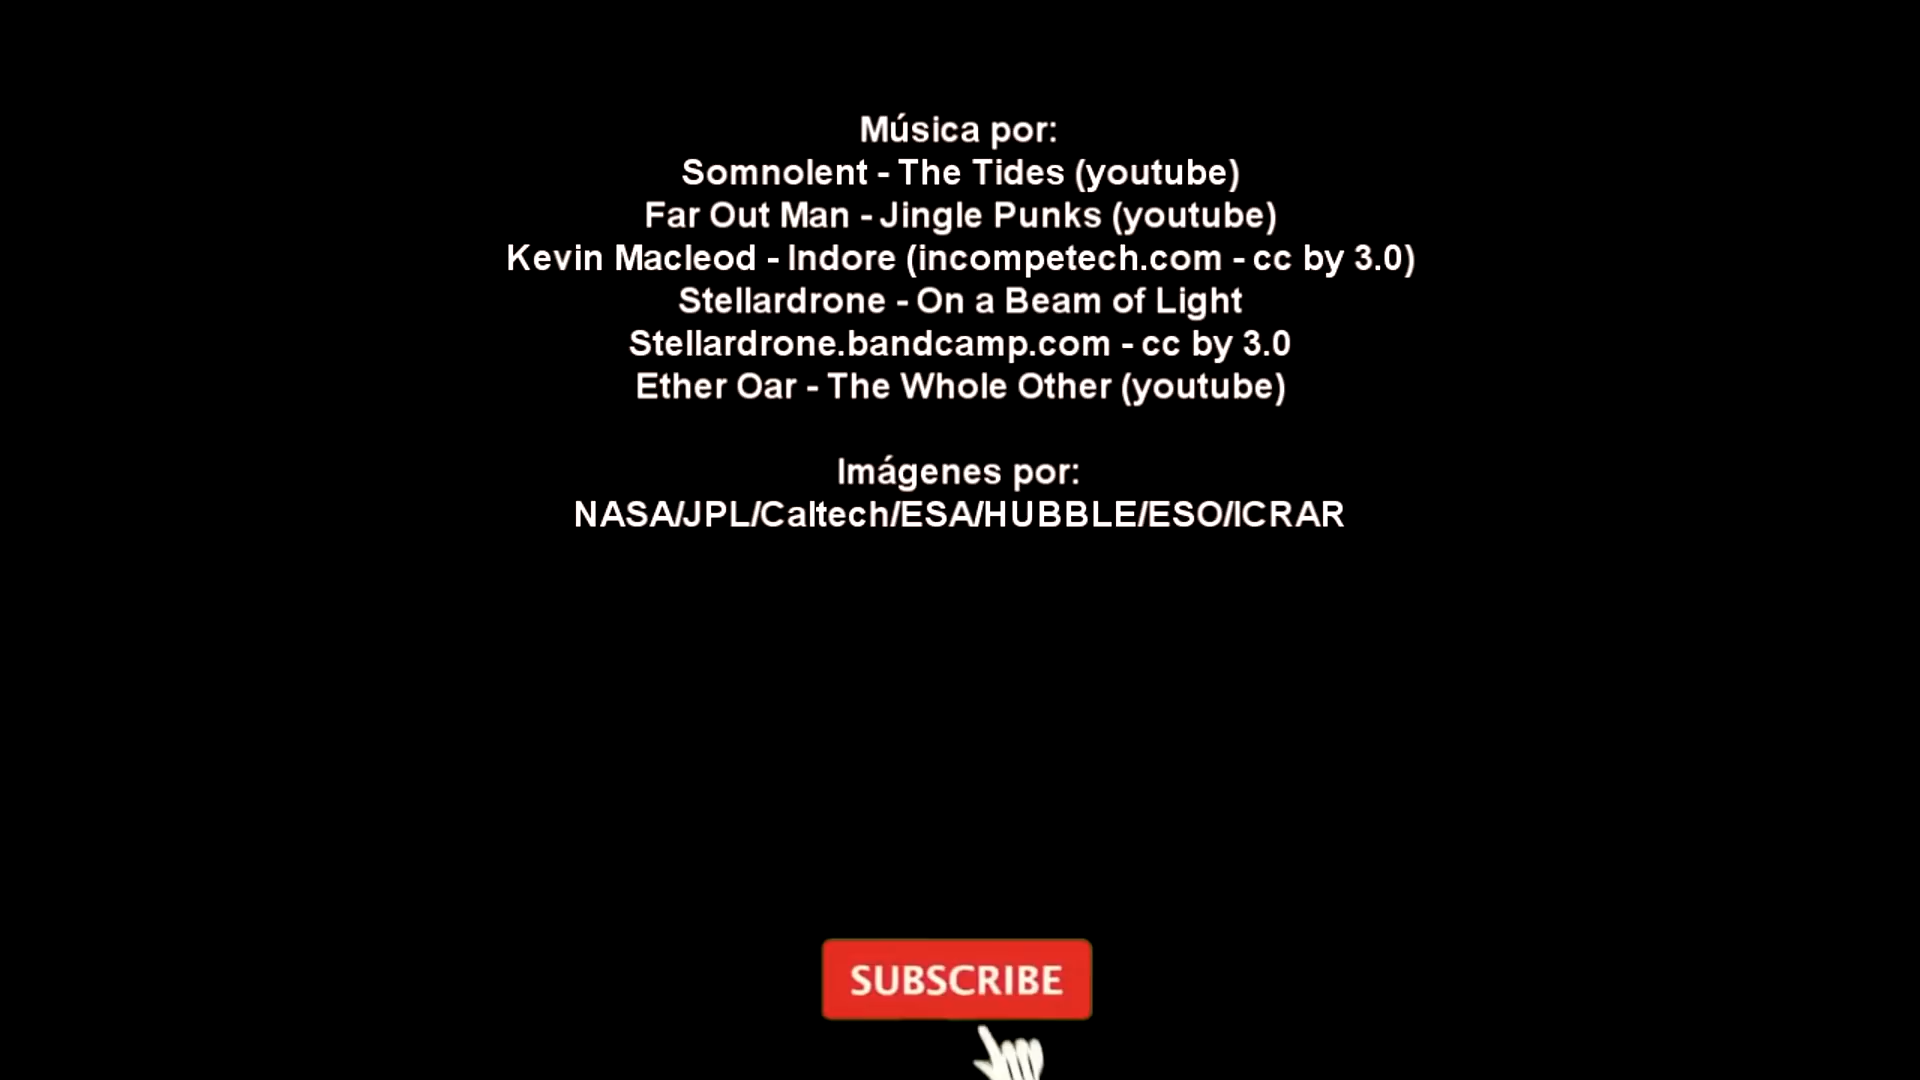 Música por:
Somnolent - The Tides (youtube)
Far Out Man - Jingle Punks (youtube)
Kevin Macleod - Indore (incompetech.com - cc by 3.0)
Stellardrone - On a Beam of Light
Stellardrone.bandcamp.com - cc by 3.0
Ether Oar - The Whole Other (youtube)
Imágenes por:
NASA/JPL/Caltech/ESA/HUBBLE/ESO/ICRAR
SUBSCRIBE